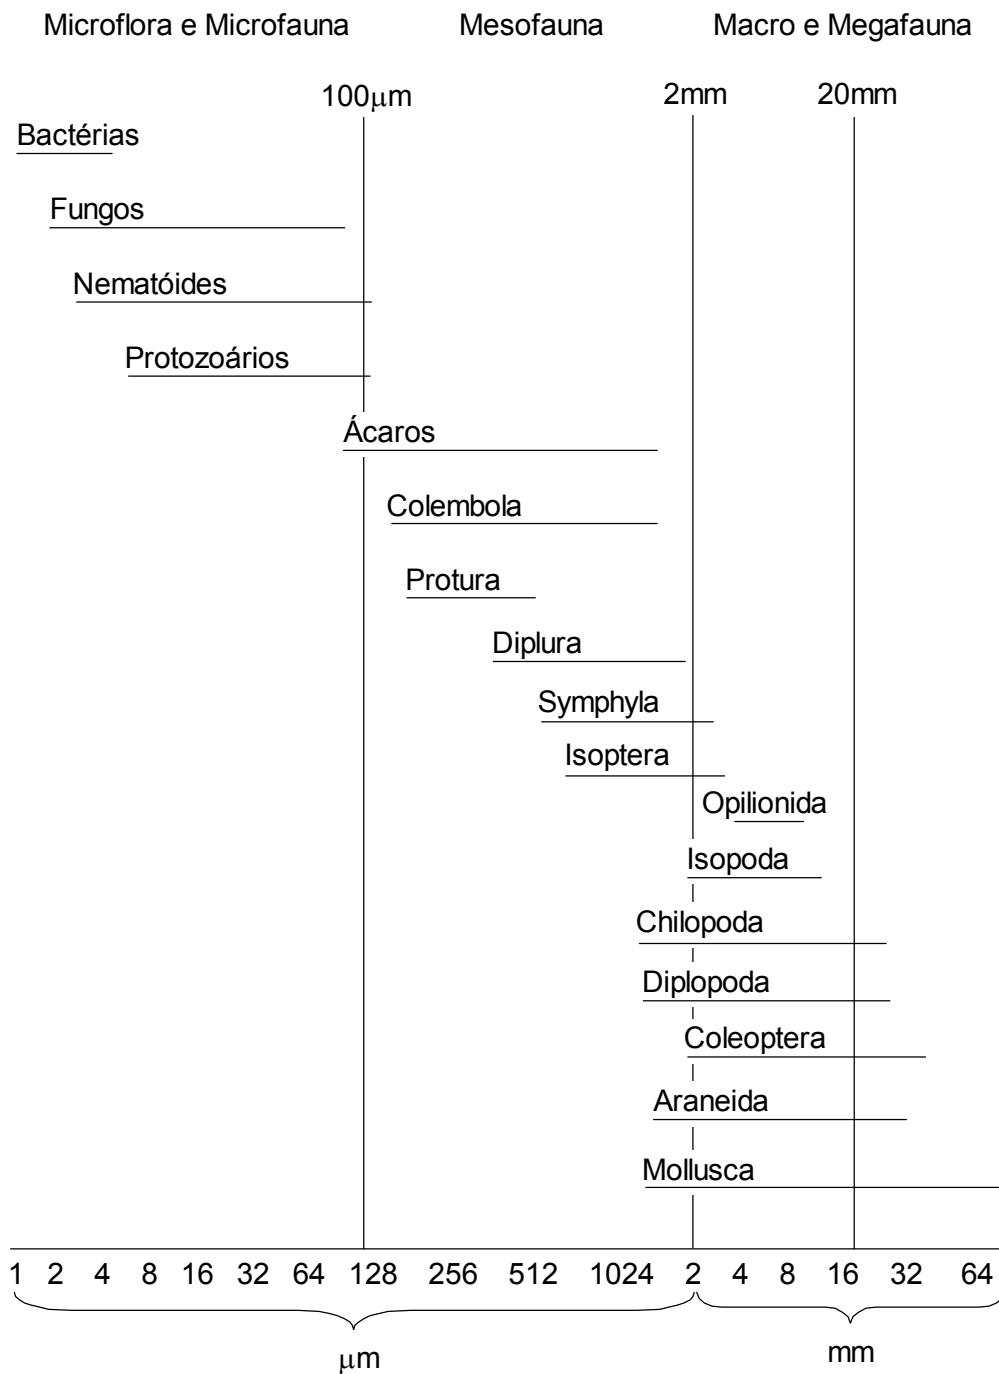 Microflora e Microfauna Mesofauna Macro e Megafauna
100μm 2mm 20mm
Bactérias
Fungos
Nematóides
Protozoários
Ácaros
Colembola
Protura
Diplura
Symphyla
Isoptera
Opilionida
Isopoda
Chilopoda
Diplopoda
Coleoptera
Araneida
Mollusca
1 2 4 8 16 32 64 128 256 512 1024 2 4 8 16 32 64
μm mm